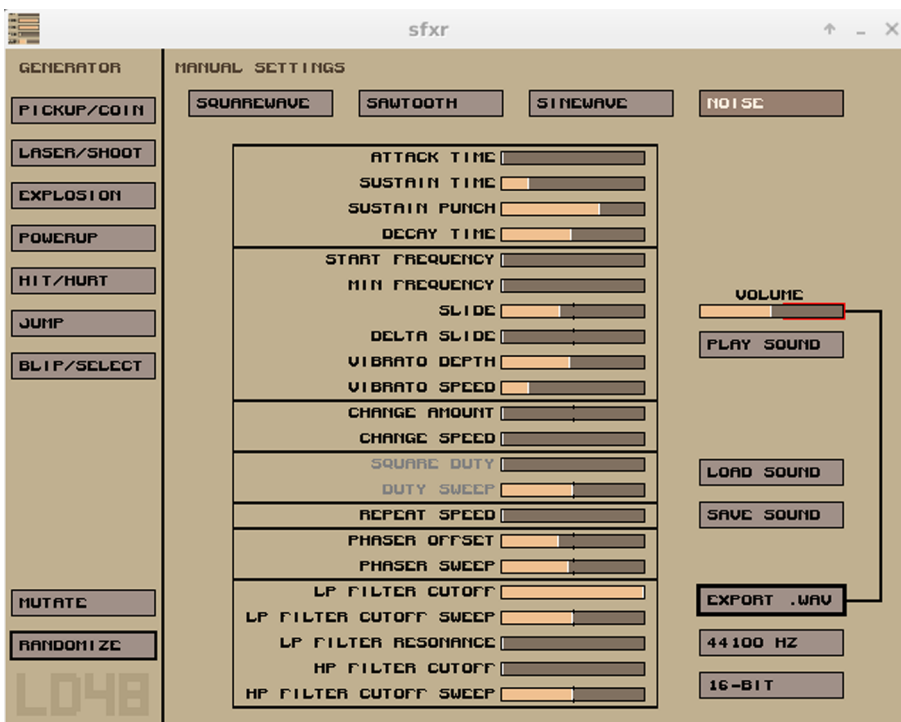 sfxr
GENERATOR
PICKUP/COIN
LASER/SHOOT
EXPLOSION
POWERUP
HIT/HURT
JUMP
BLIP/SELECT
MUTATE
RANDOMIZE
LD48
MANUAL SETTINGS
SQUAREWAVE SAWTOOTH SINEWAVE NOISE
ATTACK TIME
SUSTAIN TIME
SUSTAIN PUNCH
DECAY TIME
START FREQUENCY
MIN FREQUENCY
SLIDE
DELTA SLIDE
VIBRATO DEPTH
VIBRATO SPEED
CHANGE AMOUNT
CHANGE SPEED
SQUARE DUTY
DUTY SWEEP
REPEAT SPEED
PHASER OFFSET
PHASER SWEEP
LP FILTER CUTOFF
LP FILTER CUTOFF SWEEP
LP FILTER RESONANCE
HP FILTER CUTOFF
HP FILTER CUTOFF SWEEP
VOLUME
PLAY SOUND
LOAD SOUND
SAVE SOUND
EXPORT .WAV
44100 HZ
16-BIT